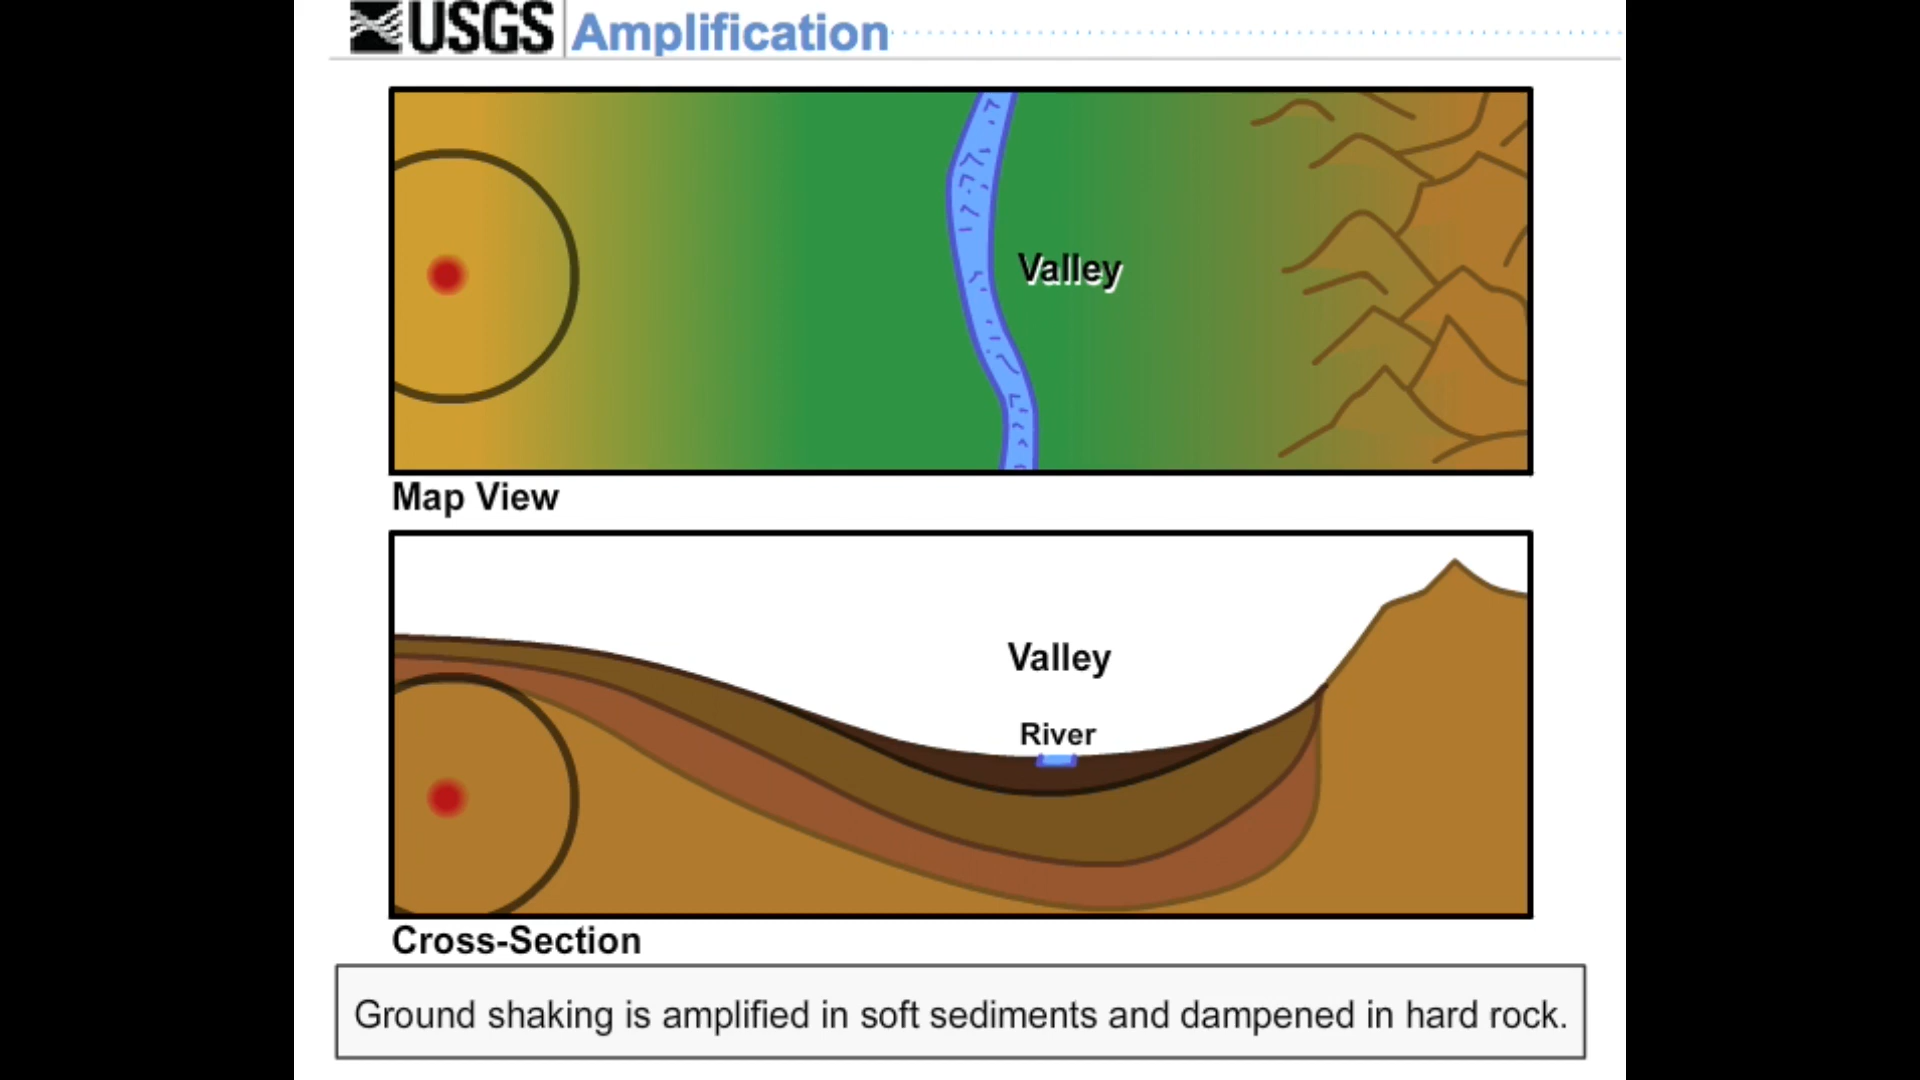 USGS Amplification
Valley
Map View
Valley
River
Cross-Section
Ground shaking is amplified in soft sediments and dampened in hard rock.